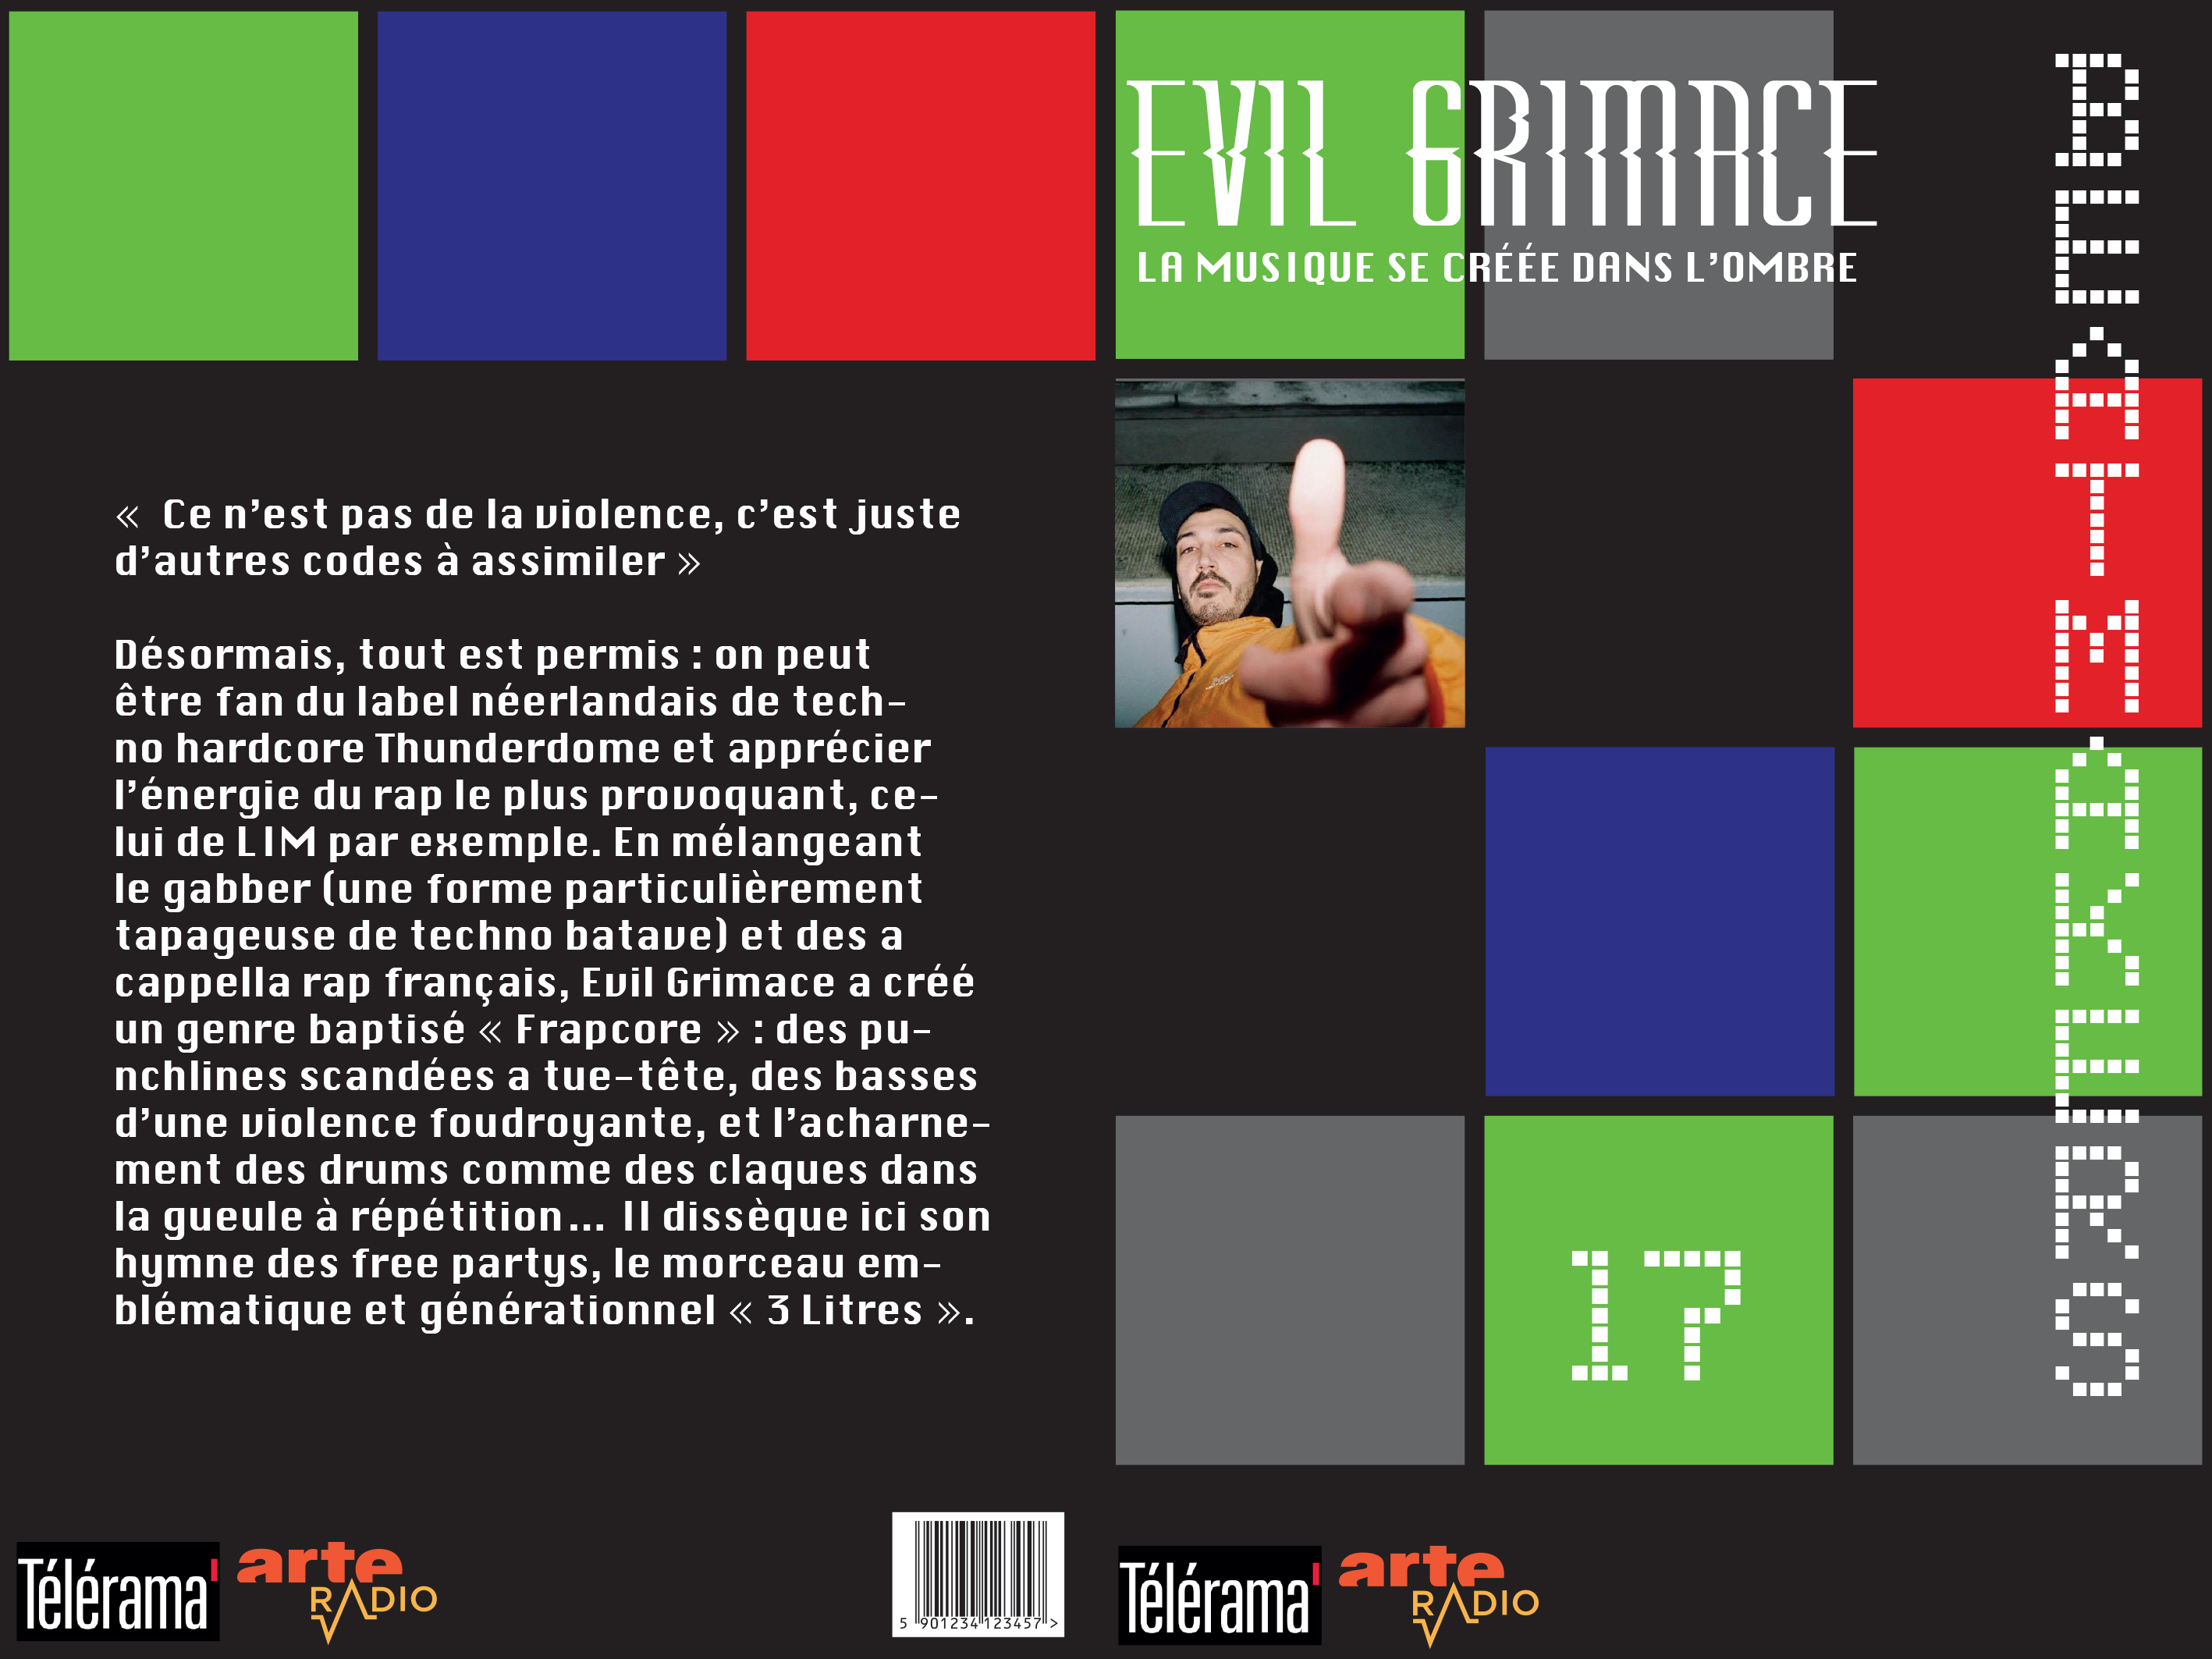 « Ce n’est pas de la violence, c’est juste
d’autres codes à assimiler »
Désormais, tout est permis : on peut
être fan du label néerlandais de tech-
no hardcore Thunderdome et apprécier
l’énergie du rap le plus provoquant, ce-
lui de LIM par exemple. En mélangeant
le gabber (une forme particulièrement
tapageuse de techno batave) et des a
cappella rap français, Evil Grimace a créé
un genre baptisé « Frapcore » : des pu-
nchlines scandées a tue-tête, des basses
d’une violence foudroyante, et l’acharne-
ment des drums comme des claques dans
la gueule à répétition... Il dissèque ici son
hymne des free partys, le morceau em-
blématique et générationnel « 3 Litres ».
Télérama'
arte
RADIO
5 901234 123457 >
EVIL GRIMACE
LA MUSIQUE SE CRÉÉE DANS L’OMBRE
BEATMAKERS
17
Télérama'
arte
RADIO